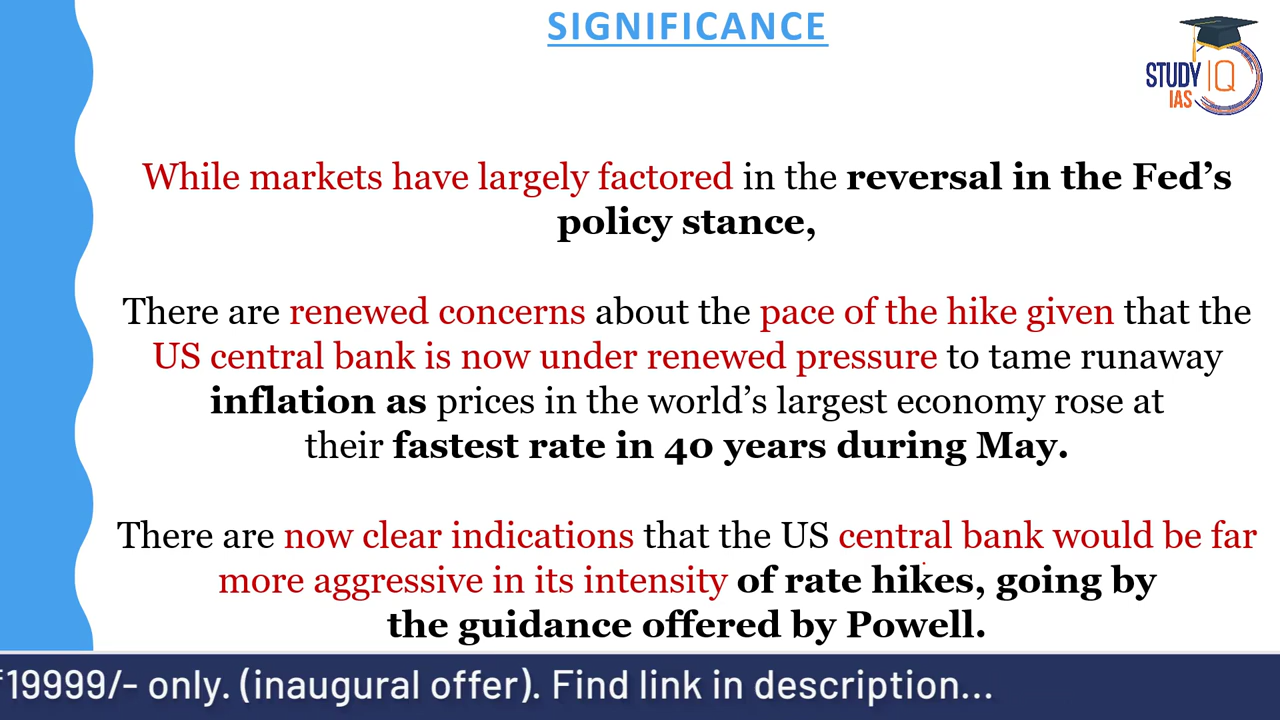 SIGNIFICANCE
STUDY IQ
IAS
While markets have largely factored in the reversal in the Fed’s
policy stance,
There are renewed concerns about the pace of the hike given that the
US central bank is now under renewed pressure to tame runaway
inflation as prices in the world’s largest economy rose at
their fastest rate in 40 years during May.
There are now clear indications that the US central bank would be far
more aggressive in its intensity of rate hikes, going by
the guidance offered by Powell.
₹19999/- only. (inaugural offer). Find link in description...